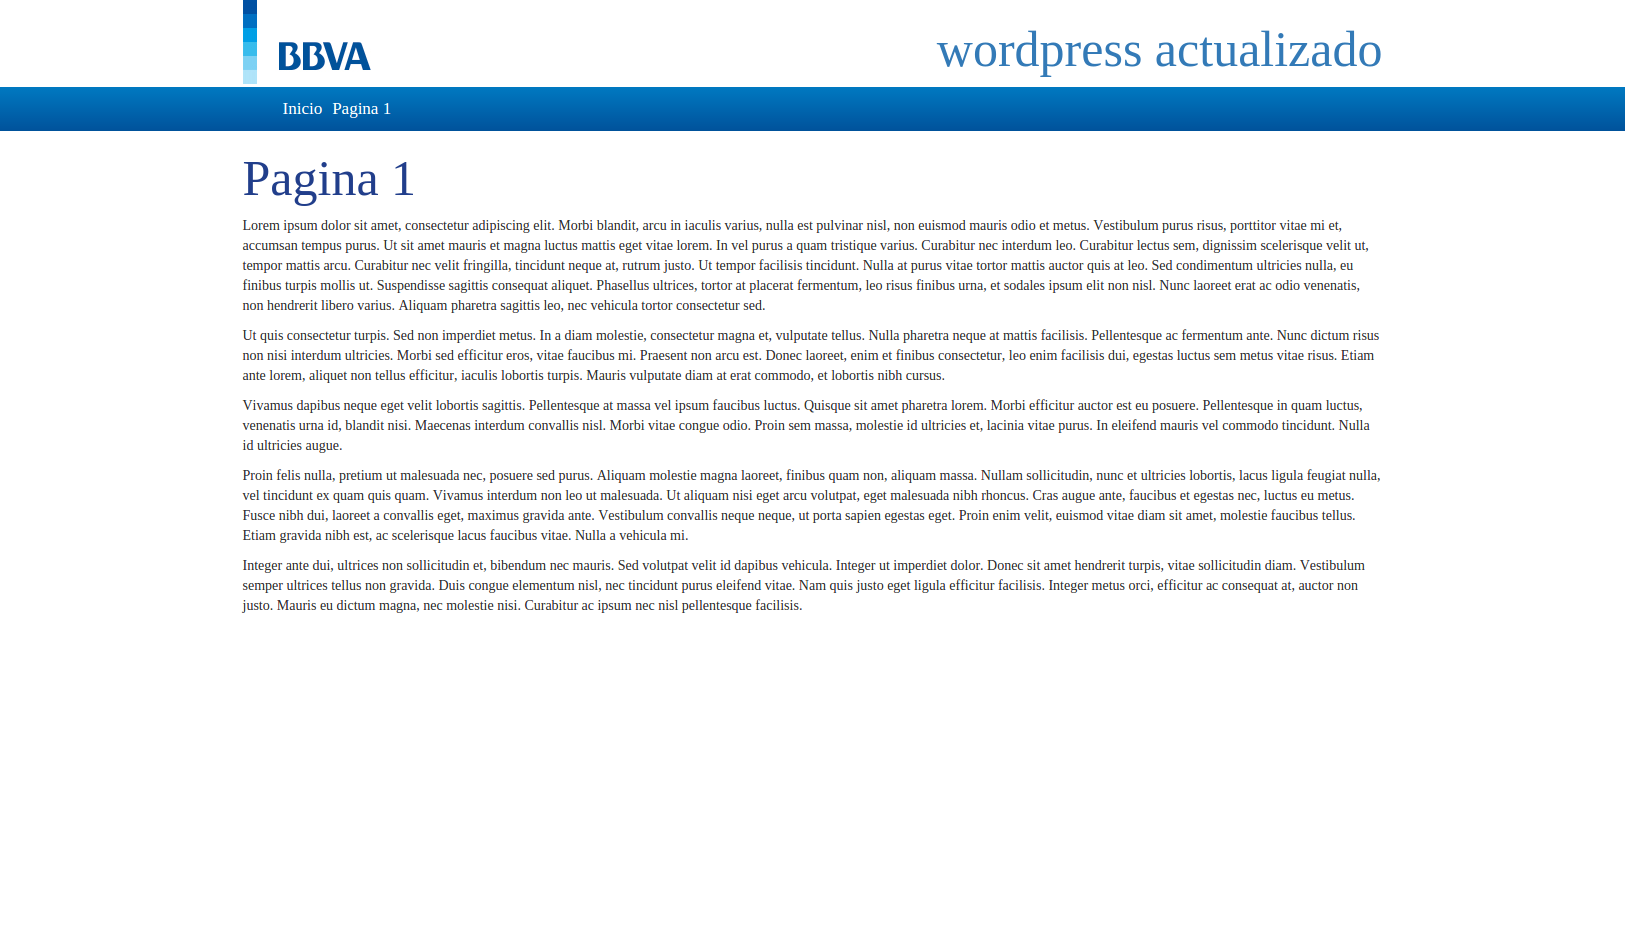 BBVA
wordpress actualizado
Inicio Pagina 1
Pagina 1
Lorem ipsum dolor sit amet, consectetur adipiscing elit. Morbi blandit, arcu in iaculis varius, nulla est pulvinar nisl, non euismod mauris odio et metus. Vestibulum purus risus, porttitor vitae mi et,
accumsan tempus purus. Ut sit amet mauris et magna luctus mattis eget vitae lorem. In vel purus a quam tristique varius. Curabitur nec interdum leo. Curabitur lectus sem, dignissim scelerisque velit ut,
tempor mattis arcu. Curabitur nec velit fringilla, tincidunt neque at, rutrum justo. Ut tempor facilisis tincidunt. Nulla at purus vitae tortor mattis auctor quis at leo. Sed condimentum ultricies nulla, eu
finibus turpis mollis ut. Suspendisse sagittis consequat aliquet. Phasellus ultrices, tortor at placerat fermentum, leo risus finibus urna, et sodales ipsum elit non nisl. Nunc laoreet erat ac odio venenatis,
non hendrerit libero varius. Aliquam pharetra sagittis leo, nec vehicula tortor consectetur sed.
Ut quis consectetur turpis. Sed non imperdiet metus. In a diam molestie, consectetur magna et, vulputate tellus. Nulla pharetra neque at mattis facilisis. Pellentesque ac fermentum ante. Nunc dictum risus
non nisi interdum ultricies. Morbi sed efficitur eros, vitae faucibus mi. Praesent non arcu est. Donec laoreet, enim et finibus consectetur, leo enim facilisis dui, egestas luctus sem metus vitae risus. Etiam
ante lorem, aliquet non tellus efficitur, iaculis lobortis turpis. Mauris vulputate diam at erat commodo, et lobortis nibh cursus.
Vivamus dapibus neque eget velit lobortis sagittis. Pellentesque at massa vel ipsum faucibus luctus. Quisque sit amet pharetra lorem. Morbi efficitur auctor est eu posuere. Pellentesque in quam luctus,
venenatis urna id, blandit nisi. Maecenas interdum convallis nisl. Morbi vitae congue odio. Proin sem massa, molestie id ultricies et, lacinia vitae purus. In eleifend mauris vel commodo tincidunt. Nulla
id ultricies augue.
Proin felis nulla, pretium ut malesuada nec, posuere sed purus. Aliquam molestie magna laoreet, finibus quam non, aliquam massa. Nullam sollicitudin, nunc et ultricies lobortis, lacus ligula feugiat nulla,
vel tincidunt ex quam quis quam. Vivamus interdum non leo ut malesuada. Ut aliquam nisi eget arcu volutpat, eget malesuada nibh rhoncus. Cras augue ante, faucibus et egestas nec, luctus eu metus.
Fusce nibh dui, laoreet a convallis eget, maximus gravida ante. Vestibulum convallis neque neque, ut porta sapien egestas eget. Proin enim velit, euismod vitae diam sit amet, molestie faucibus tellus.
Etiam gravida nibh est, ac scelerisque lacus faucibus vitae. Nulla a vehicula mi.
Integer ante dui, ultrices non sollicitudin et, bibendum nec mauris. Sed volutpat velit id dapibus vehicula. Integer ut imperdiet dolor. Donec sit amet hendrerit turpis, vitae sollicitudin diam. Vestibulum
semper ultrices tellus non gravida. Duis congue elementum nisl, nec tincidunt purus eleifend vitae. Nam quis justo eget ligula efficitur facilisis. Integer metus orci, efficitur ac consequat at, auctor non
justo. Mauris eu dictum magna, nec molestie nisi. Curabitur ac ipsum nec nisl pellentesque facilisis.